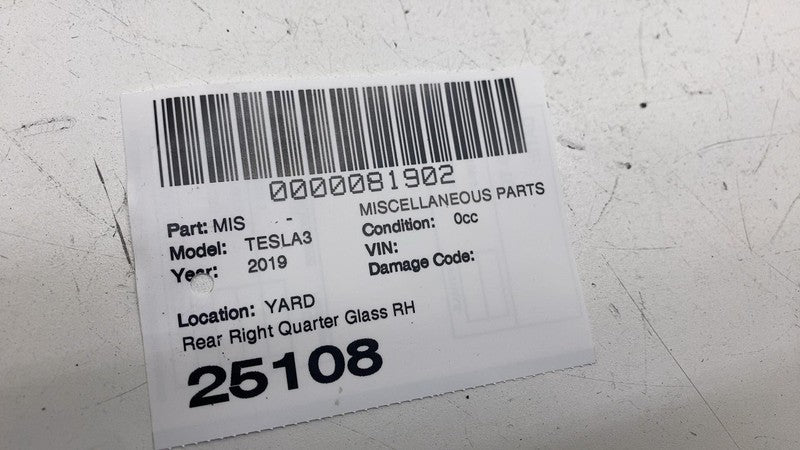 0000081902
Part: MIS - MISCELLANEOUS PARTS
Model: TESLA3 Condition: 0cc
Year: 2019 VIN:
Damage Code:
Location: YARD
Rear Right Quarter Glass RH
25108